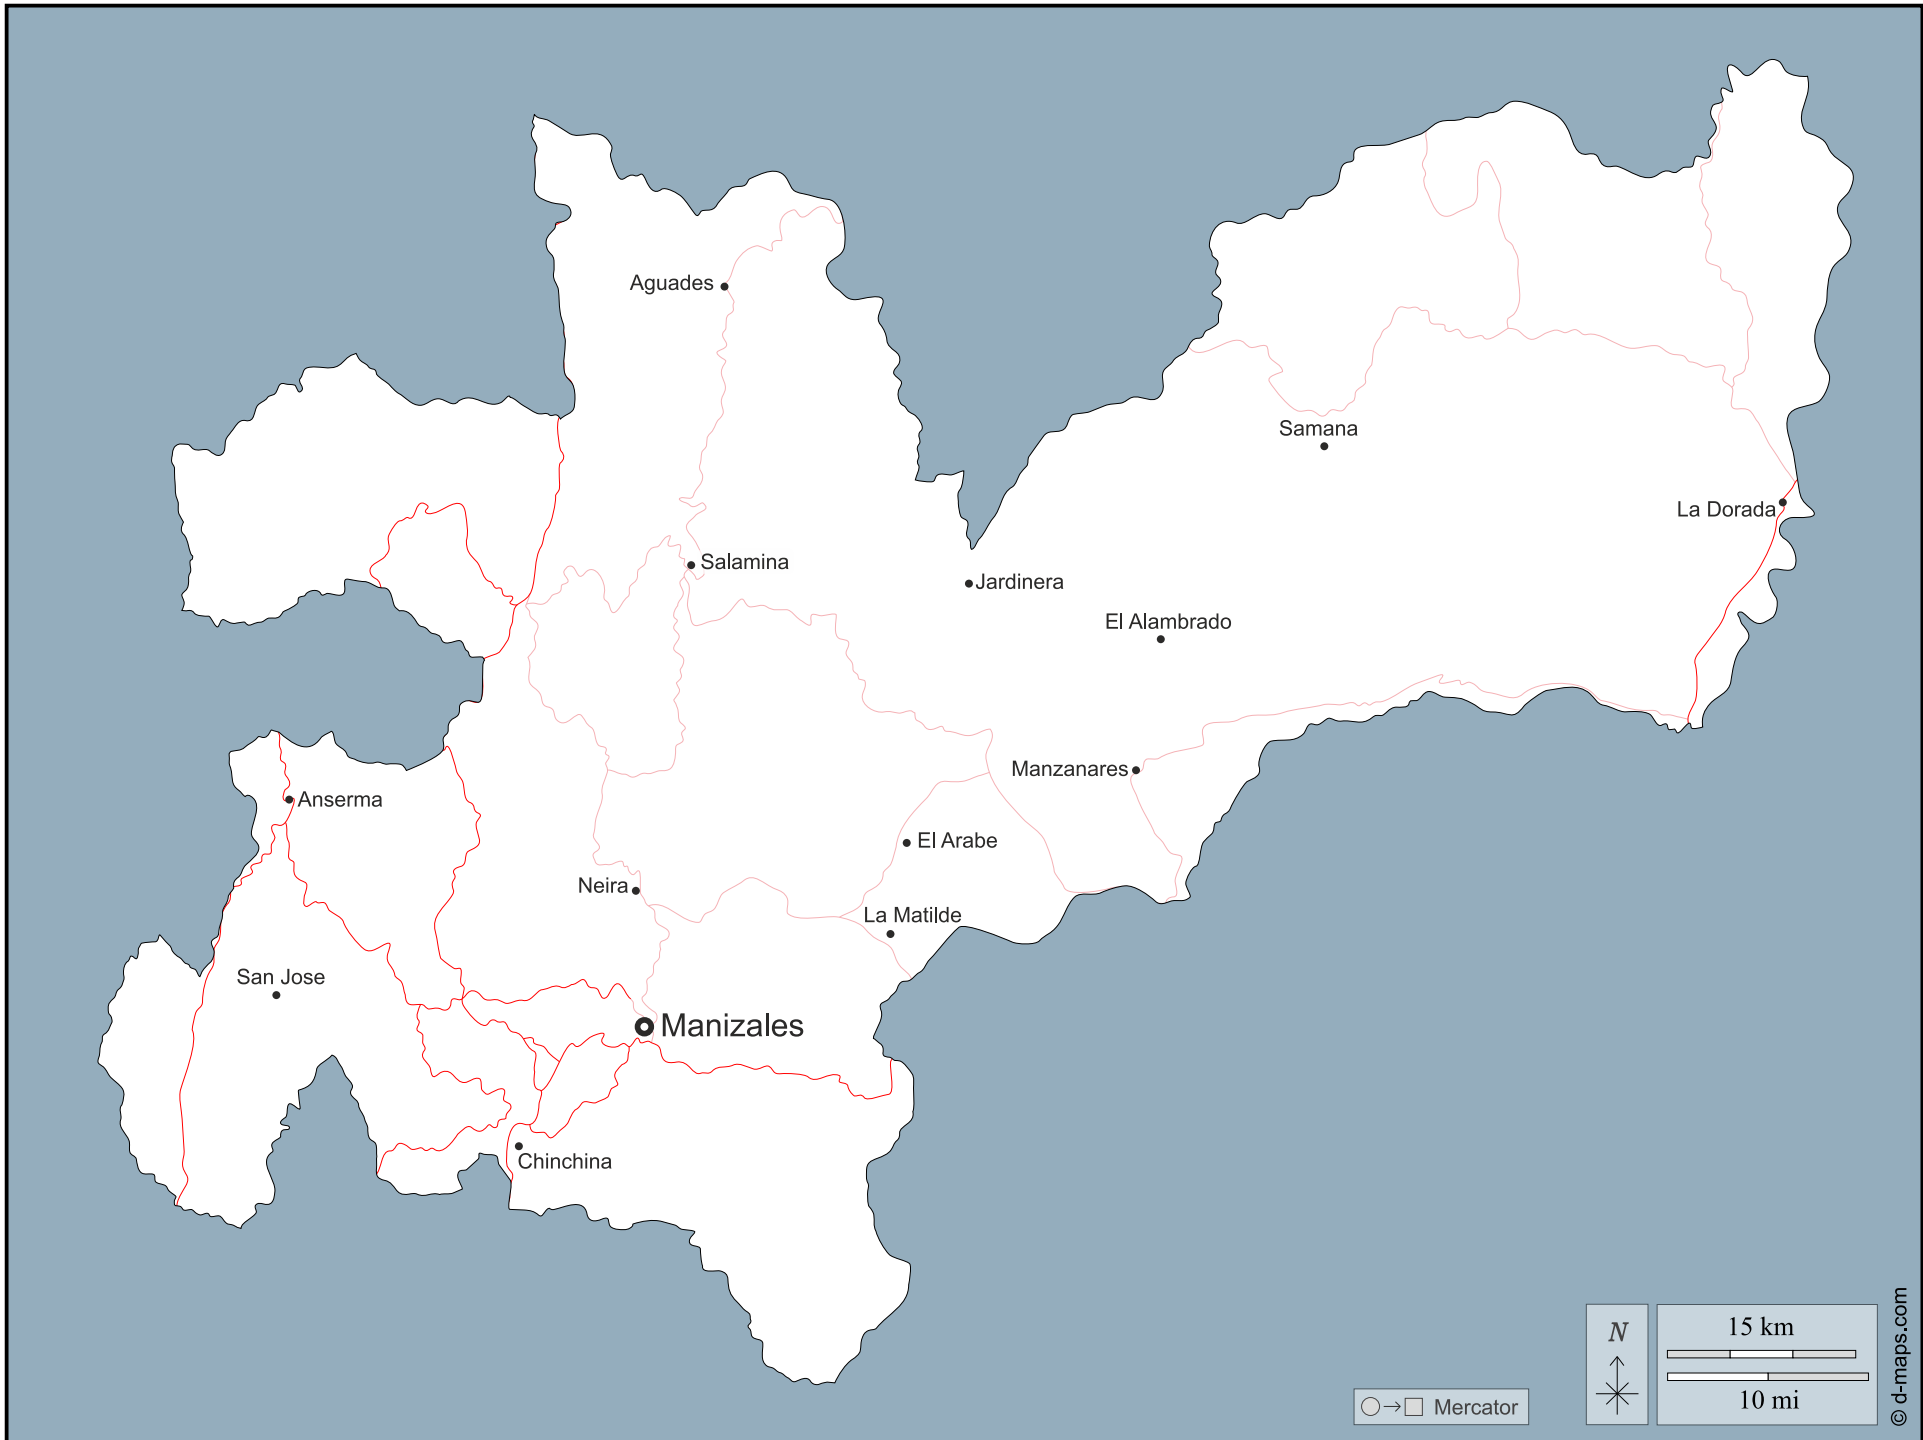 Aguades
Samana
La Dorada
Salamina
Jardinera
El Alambrado
Manzanares
Anserma
El Arabe
Neira
La Matilde
San Jose
Manizales
Chinchina
N
15 km
10 mi
Mercator
© d-maps.com